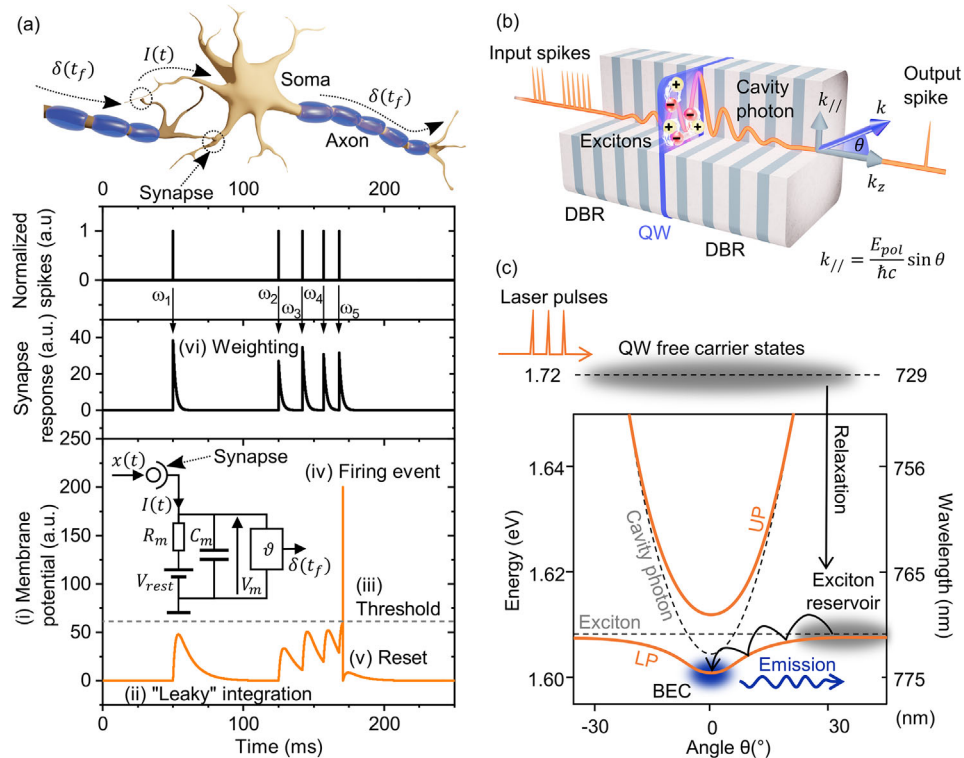 (a)
I(t)
δ(t_f)
Soma
δ(t_f)
Axon
Synapse
0 100 200
Normalized
spikes (a.u)
1
0
ω₁ ω₂ ω₃ ω₄ ω₅
Synapse
response (a.u.)
40
20
0
(vi) Weighting
(i) Membrane
potential (a.u.)
250
200
150
100
50
0
x(t)
Synapse
I(t)
R_m C_m
V_rest V_m ϑ
δ(t_f)
(iv) Firing event
(iii)
Threshold
(v) Reset
(ii) "Leaky" integration
0 50 100 150 200
Time (ms)
(b)
Input spikes
Output
spike
Cavity
photon
Excitons
+ + + +
- - - -
k_//
k
θ
k_z
DBR
QW
DBR
k_// = E_pol/ħc sin θ
(c)
Laser pulses
QW free carrier states
1.72
729
Relaxation
Energy (eV)
1.64
1.62
1.60
Wavelength (nm)
756
765
775
(nm)
Cavity photon
UP
Exciton
reservoir
Exciton
LP
BEC
Emission
-30 -15 0 15 30 45
Angle θ(°)